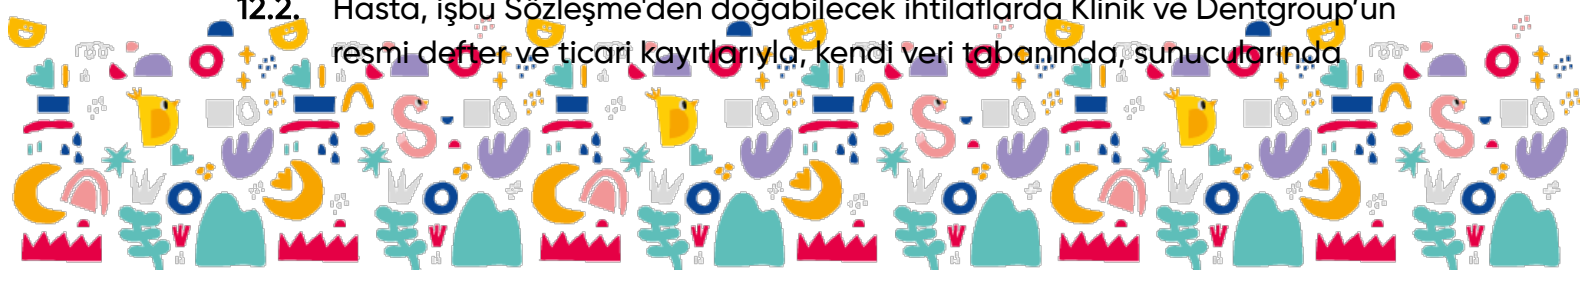 12.2. Hasta, işbu Sözleşme'den doğabilecek ihtilaflarda Klinik ve Dentgroup'un
resmi defter ve ticari kayıtlarıyla, kendi veri tabanında, sunucularında